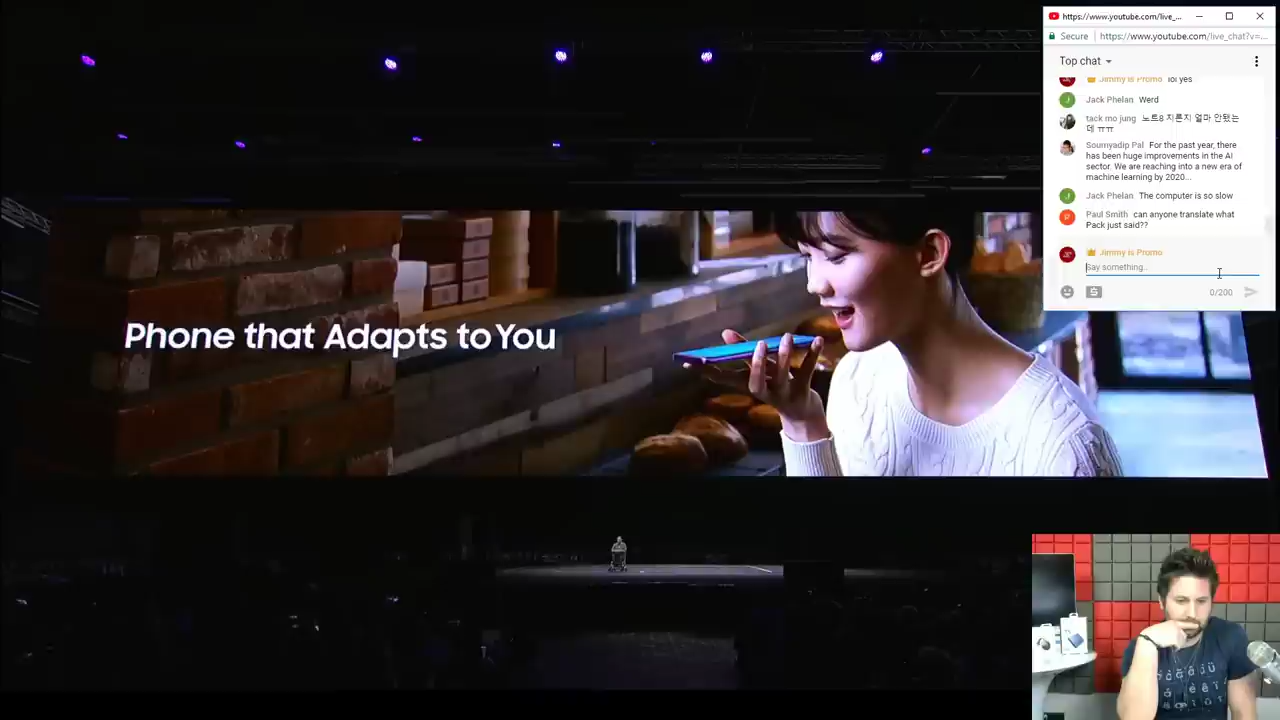 https://www.youtube.com/live_...
Secure
https://www.youtube.com/live_chat?v=...
Top chat
Jimmy is Promo lol yes
Jack Phelan Werd
tack mo jung 노트8 지른지 얼마 안됐는
데 ㅠㅠ
Soumyadip Pal For the past year, there
has been huge improvements in the AI
sector. We are reaching into a new era of
machine learning by 2020...
Jack Phelan The computer is so slow
Paul Smith can anyone translate what
Pack just said??
Jimmy is Promo
Say something...
0/200
Phone that Adapts to You